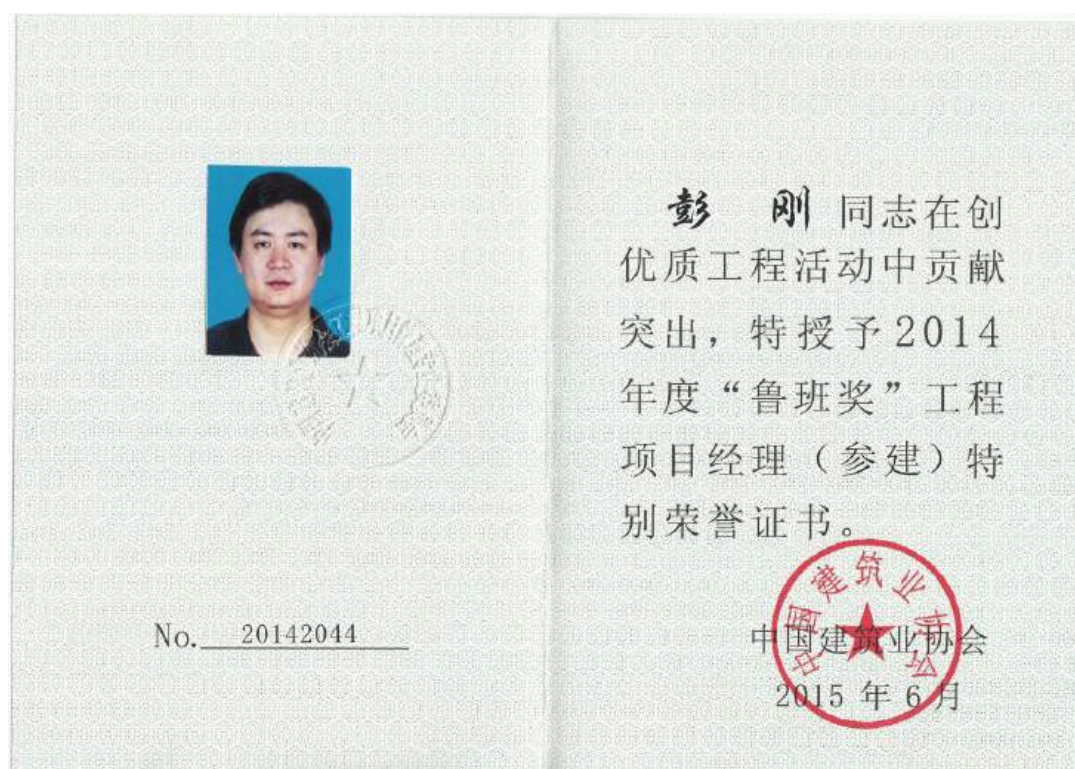 No. 20142044
彭 刚 同志在创
优质工程活动中贡献
突出，特授予2014
年度“鲁班奖”工程
项目经理（参建）特
别荣誉证书。
中国建筑业协会
中国建筑业协会
2015 年 6 月